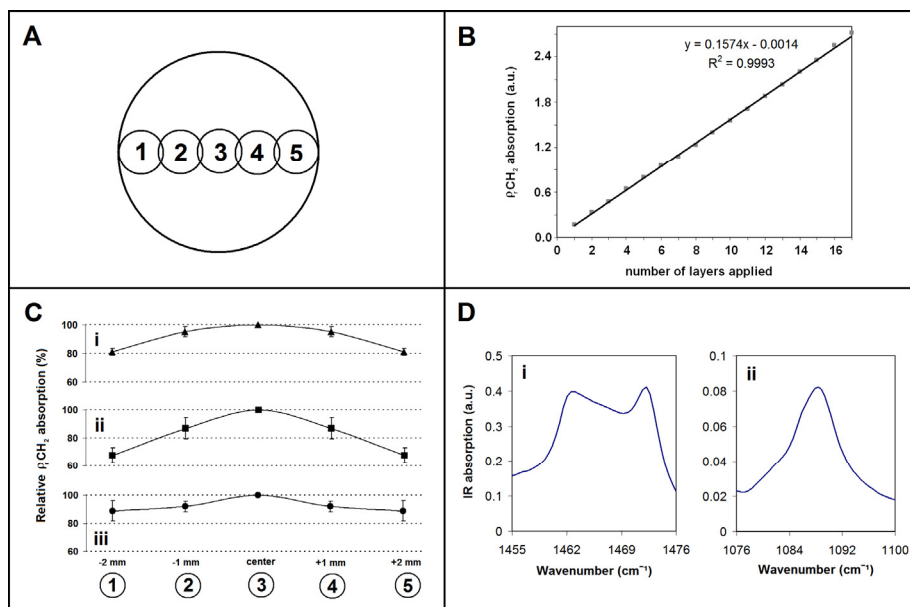 A
1 2 3 4 5
B
y = 0.1574x - 0.0014
R² = 0.9993
2.4
1.8
1.2
0.6
0.0
ρᵣCH₂ absorption (a.u.)
0 2 4 6 8 10 12 14 16
number of layers applied
C
i
100
80
60
ii
100
80
60
iii
100
80
60
Relative ρᵣCH₂ absorption (%)
-2 mm -1 mm center +1 mm +2 mm
1 2 3 4 5
D
i
0.5
0.4
0.3
0.2
0.1
0
IR absorption (a.u.)
1455 1462 1469 1476
Wavenumber (cm⁻¹)
ii
0.1
0.08
0.06
0.04
0.02
0
1076 1084 1092 1100
Wavenumber (cm⁻¹)